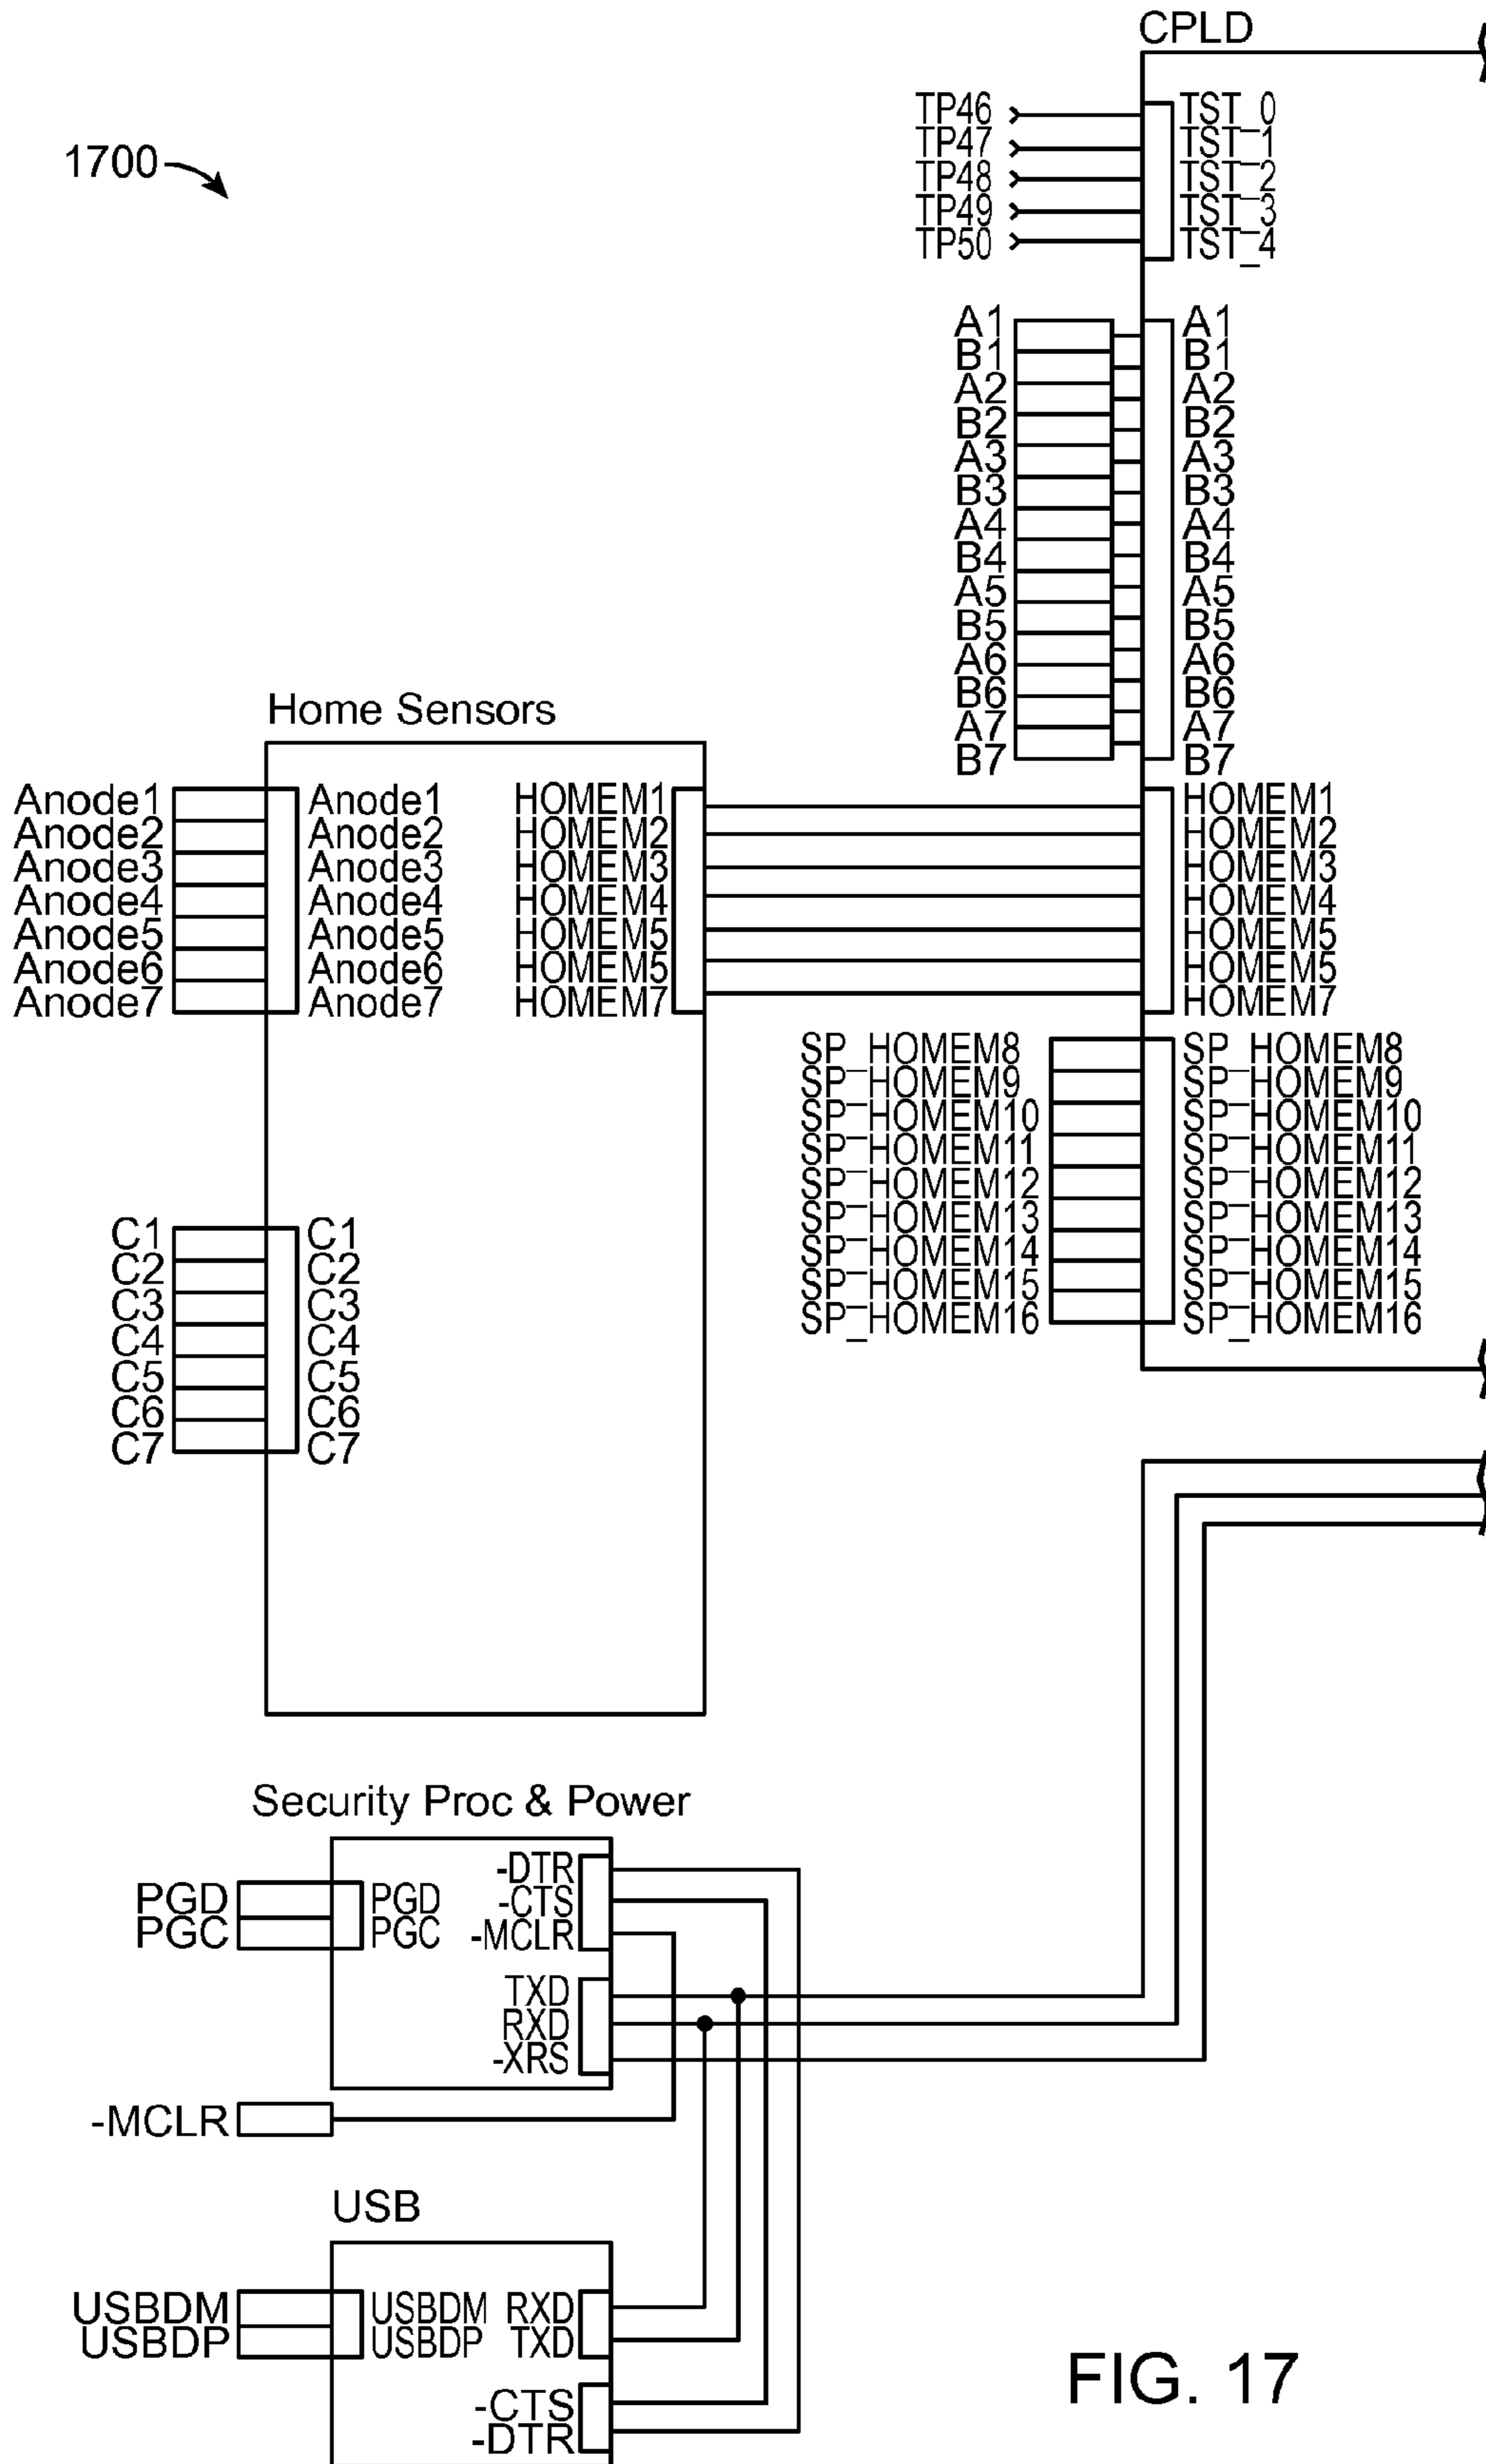 CPLD
1700
TP46 TST_0
TP47 TST_1
TP48 TST_2
TP49 TST_3
TP50 TST_4
A1 A1
B1 B1
A2 A2
B2 B2
A3 A3
B3 B3
A4 A4
B4 B4
A5 A5
B5 B5
A6 A6
B6 B6
A7 A7
B7 B7
Home Sensors
Anode1 Anode1 HOMEM1 HOMEM1
Anode2 Anode2 HOMEM2 HOMEM2
Anode3 Anode3 HOMEM3 HOMEM3
Anode4 Anode4 HOMEM4 HOMEM4
Anode5 Anode5 HOMEM5 HOMEM5
Anode6 Anode6 HOMEM5 HOMEM5
Anode7 Anode7 HOMEM7 HOMEM7
SP_HOMEM8 SP_HOMEM8
SP_HOMEM9 SP_HOMEM9
SP_HOMEM10 SP_HOMEM10
SP_HOMEM11 SP_HOMEM11
SP_HOMEM12 SP_HOMEM12
SP_HOMEM13 SP_HOMEM13
SP_HOMEM14 SP_HOMEM14
SP_HOMEM15 SP_HOMEM15
SP_HOMEM16 SP_HOMEM16
C1 C1
C2 C2
C3 C3
C4 C4
C5 C5
C6 C6
C7 C7
Security Proc & Power
-DTR
PGD PGD -CTS
PGC PGC -MCLR
TXD
RXD
-XRS
-MCLR
USB
USBDM USBDM RXD
USBDP USBDP TXD
-CTS
-DTR
FIG. 17